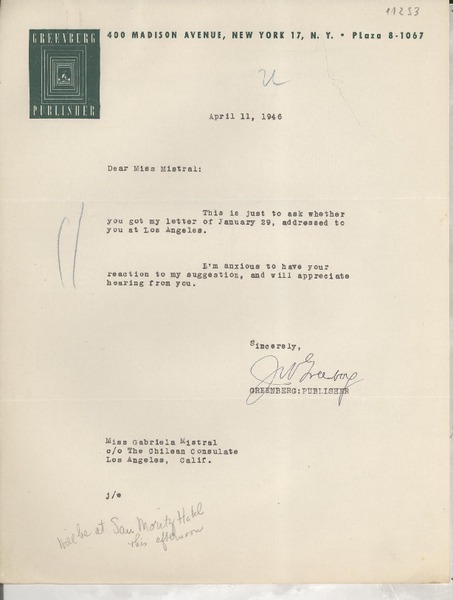 11253
GREENBERG
PUBLISHER
400 MADISON AVENUE, NEW YORK 17, N. Y. • Plaza 8-1067
April 11, 1946
Dear Miss Mistral:
This is just to ask whether
you got my letter of January 29, addressed to
you at Los Angeles.
I'm anxious to have your
reaction to my suggestion, and will appreciate
hearing from you.
Sincerely,
GREENBERG:PUBLISHER
Miss Gabriela Mistral
c/o The Chilean Consulate
Los Angeles, Calif.
j/e
Will be at San Moritz Hotel
this afternoon